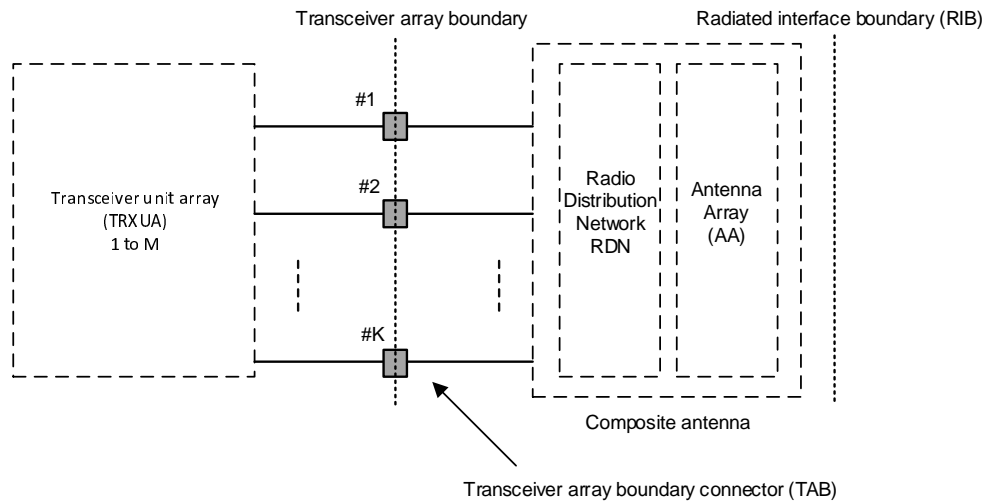 Transceiver array boundary
Radiated interface boundary (RIB)
#1
#2
#K
Transceiver unit array
(TRXUA)
1 to M
Radio
Distribution
Network
RDN
Antenna
Array
(AA)
Composite antenna
Transceiver array boundary connector (TAB)